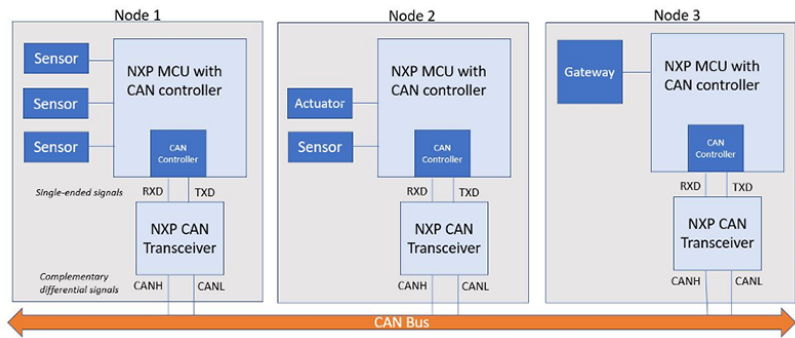 Node 1
Sensor
Sensor
Sensor
NXP MCU with
CAN controller
CAN
Controller
Single-ended signals
RXD
TXD
NXP CAN
Transceiver
Complementary
differential signals
CANH
CANL
Node 2
Actuator
Sensor
NXP MCU with
CAN controller
CAN
Controller
RXD
TXD
NXP CAN
Transceiver
CANH
CANL
Node 3
Gateway
NXP MCU with
CAN controller
CAN
Controller
RXD
TXD
NXP CAN
Transceiver
CANH
CANL
CAN Bus